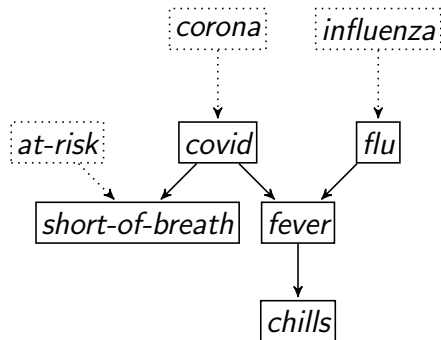 corona
influenza
at-risk
covid
flu
short-of-breath
fever
chills